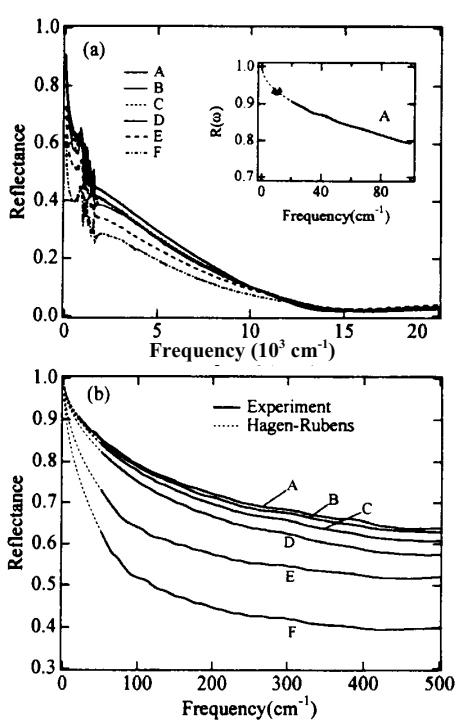 (a)
A
B
C
D
E
F
Reflectance
1.0
0.8
0.6
0.4
0.2
0.0
0
5
10
15
20
Frequency (10³ cm⁻¹)
R(ω)
1.0
0.9
0.8
0.7
0
40
80
A
Frequency(cm⁻¹)
(b)
Experiment
Hagen-Rubens
Reflectance
1.0
0.9
0.8
0.7
0.6
0.5
0.4
0.3
A
B
C
D
E
F
0
100
200
300
400
500
Frequency(cm⁻¹)